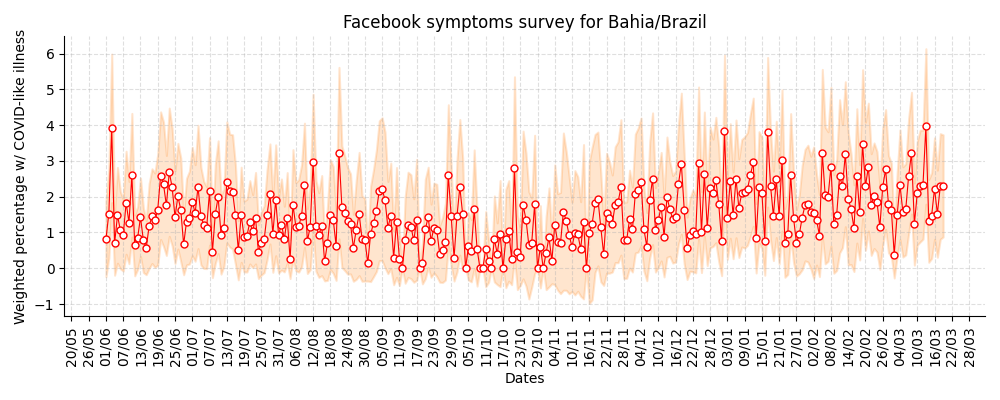 Facebook symptoms survey for Bahia/Brazil
Weighted percentage w/ COVID-like illness
6
5
4
3
2
1
0
−1
20/05 26/05 01/06 07/06 13/06 19/06 25/06 01/07 07/07 13/07 19/07 25/07 31/07 06/08 12/08 18/08 24/08 30/08 05/09 11/09 17/09 23/09 29/09 05/10 11/10 17/10 23/10 29/10 04/11 10/11 16/11 22/11 28/11 04/12 10/12 16/12 22/12 28/12 03/01 09/01 15/01 21/01 27/01 02/02 08/02 14/02 20/02 26/02 04/03 10/03 16/03 22/03 28/03
Dates